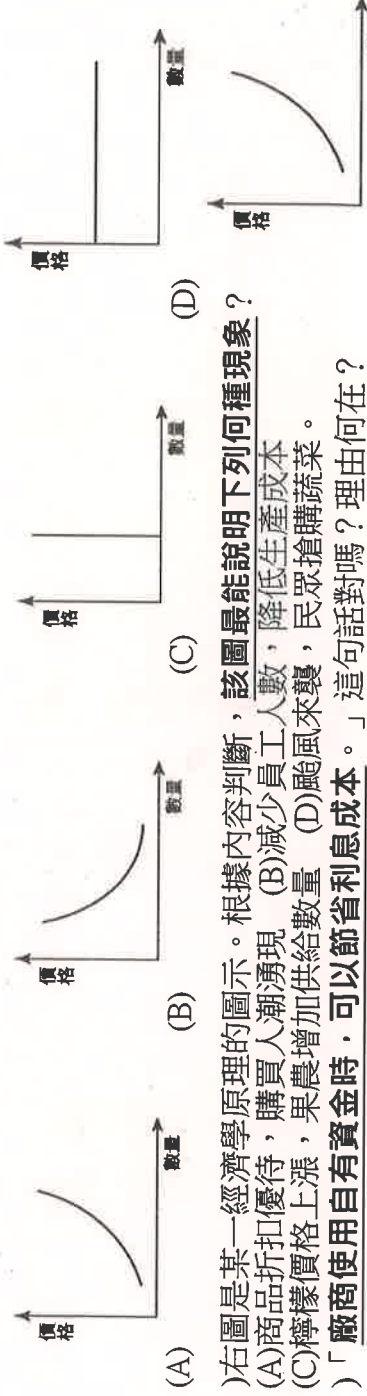 價格
數量
(A)
價格
數量
(B)
價格
數量
(C)
價格
數量
(D)
)右圖是某一經濟學原理的圖示。根據內容判斷，該圖最能說明下列何種現象？
(A)商品折扣優待，購買人潮湧現 (B)減少員工人數，降低生產成本
(C)檸檬價格上漲，果農增加供給數量 (D)颱風來襲，民眾搶購蔬菜。
價格
)「廠商使用自有資金時，可以節省利息成本。」這句話對嗎？理由何在？